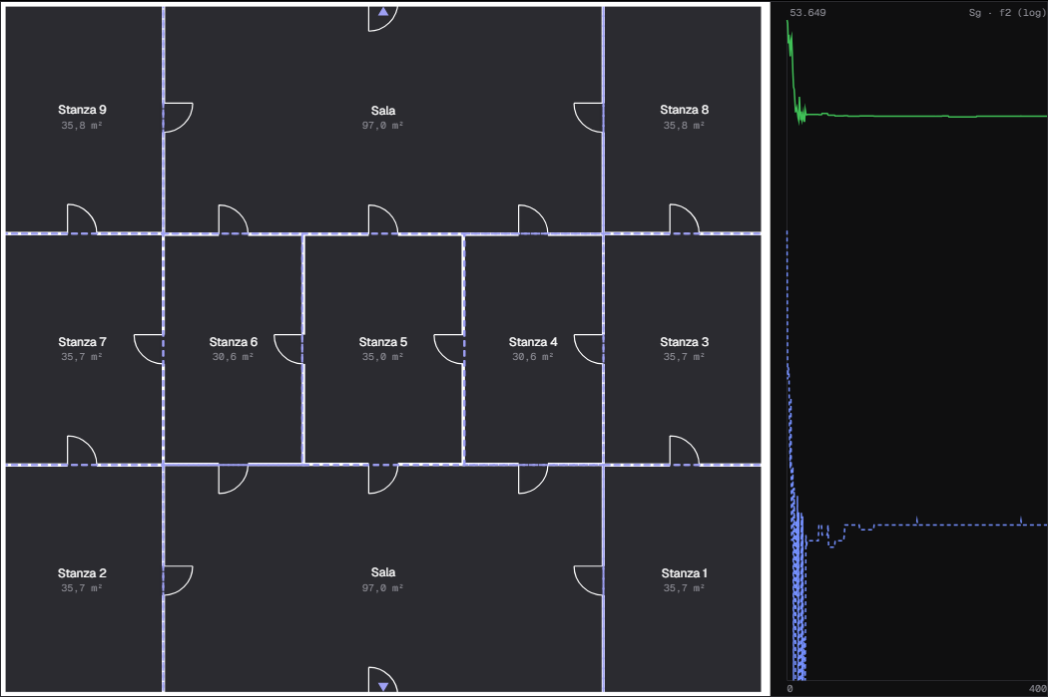 53.649
Sg · f2 (log)
Stanza 9
35,8 m²
Sala
97,0 m²
Stanza 8
35,8 m²
Stanza 7
35,7 m²
Stanza 6
30,6 m²
Stanza 5
35,0 m²
Stanza 4
30,6 m²
Stanza 3
35,7 m²
Stanza 2
35,7 m²
Sala
97,0 m²
Stanza 1
35,7 m²
0
400